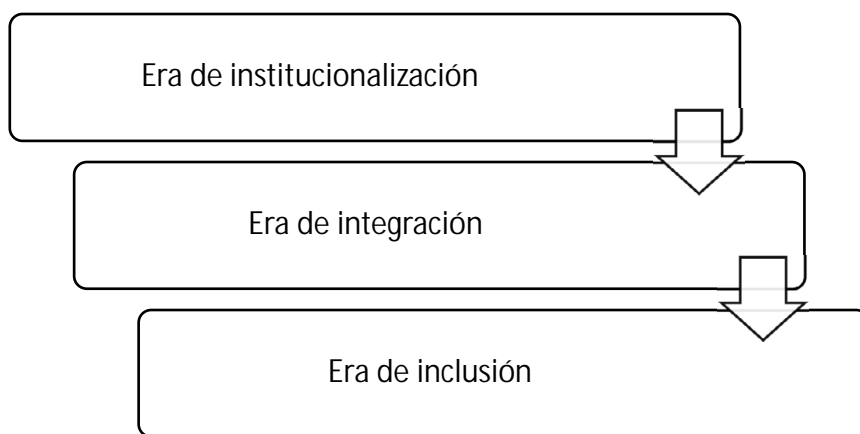 Era de institucionalización
Era de integración
Era de inclusión